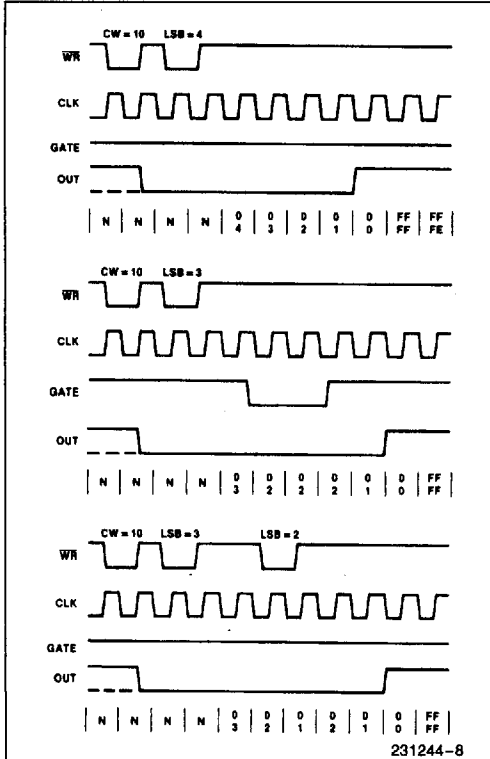 CW = 10 LSB = 4
WR
CLK
GATE
OUT
N N N N 0 0 0 0 0 FF FF
4 3 2 1 0 FF FE
CW = 10 LSB = 3
WR
CLK
GATE
OUT
N N N N 0 0 0 0 0 0 FF
3 2 2 2 1 0 FF
CW = 10 LSB = 3 LSB = 2
WR
CLK
GATE
OUT
N N N N 0 0 0 0 0 0 FF
3 2 1 2 1 0 FF
231244-8